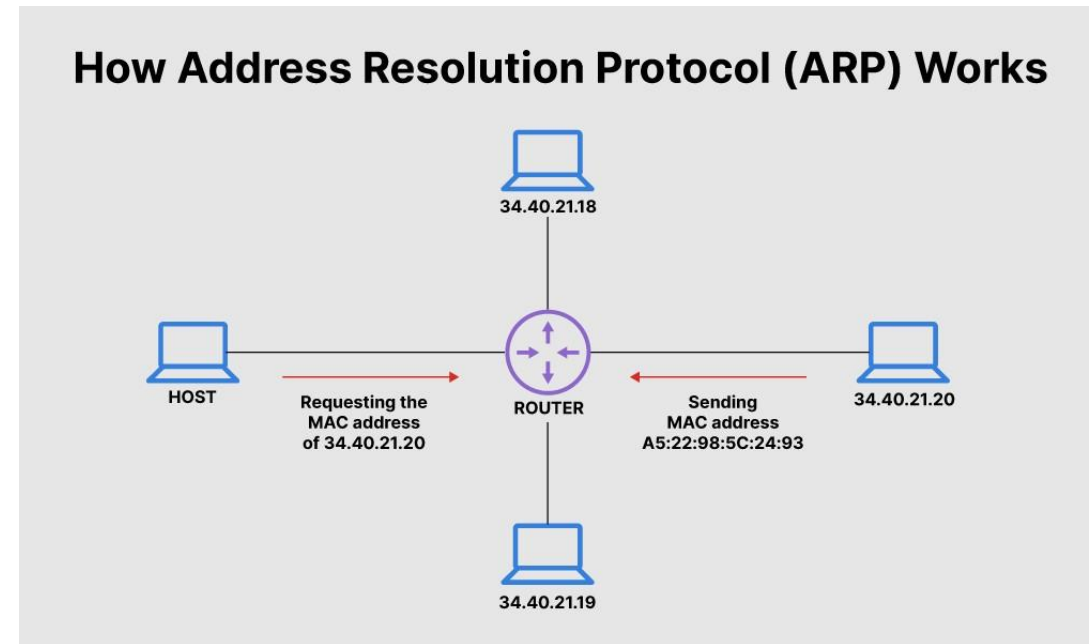 How Address Resolution Protocol (ARP) Works
34.40.21.18
HOST
Requesting the
MAC address
of 34.40.21.20
ROUTER
Sending
MAC address
A5:22:98:5C:24:93
34.40.21.20
34.40.21.19